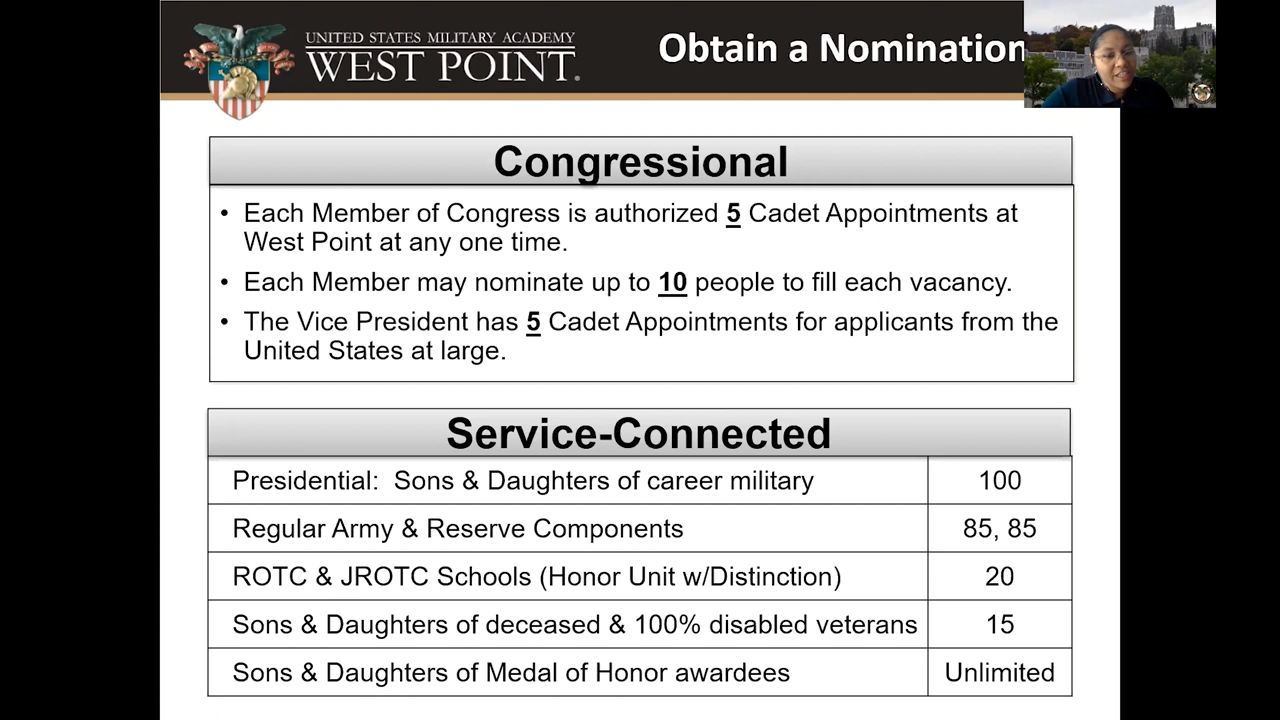 UNITED STATES MILITARY ACADEMY
WEST POINT.
Obtain a Nomination
Congressional
• Each Member of Congress is authorized 5 Cadet Appointments at
West Point at any one time.
• Each Member may nominate up to 10 people to fill each vacancy.
• The Vice President has 5 Cadet Appointments for applicants from the
United States at large.
Service-Connected
Presidential: Sons & Daughters of career military 100
Regular Army & Reserve Components 85, 85
ROTC & JROTC Schools (Honor Unit w/Distinction) 20
Sons & Daughters of deceased & 100% disabled veterans 15
Sons & Daughters of Medal of Honor awardees Unlimited